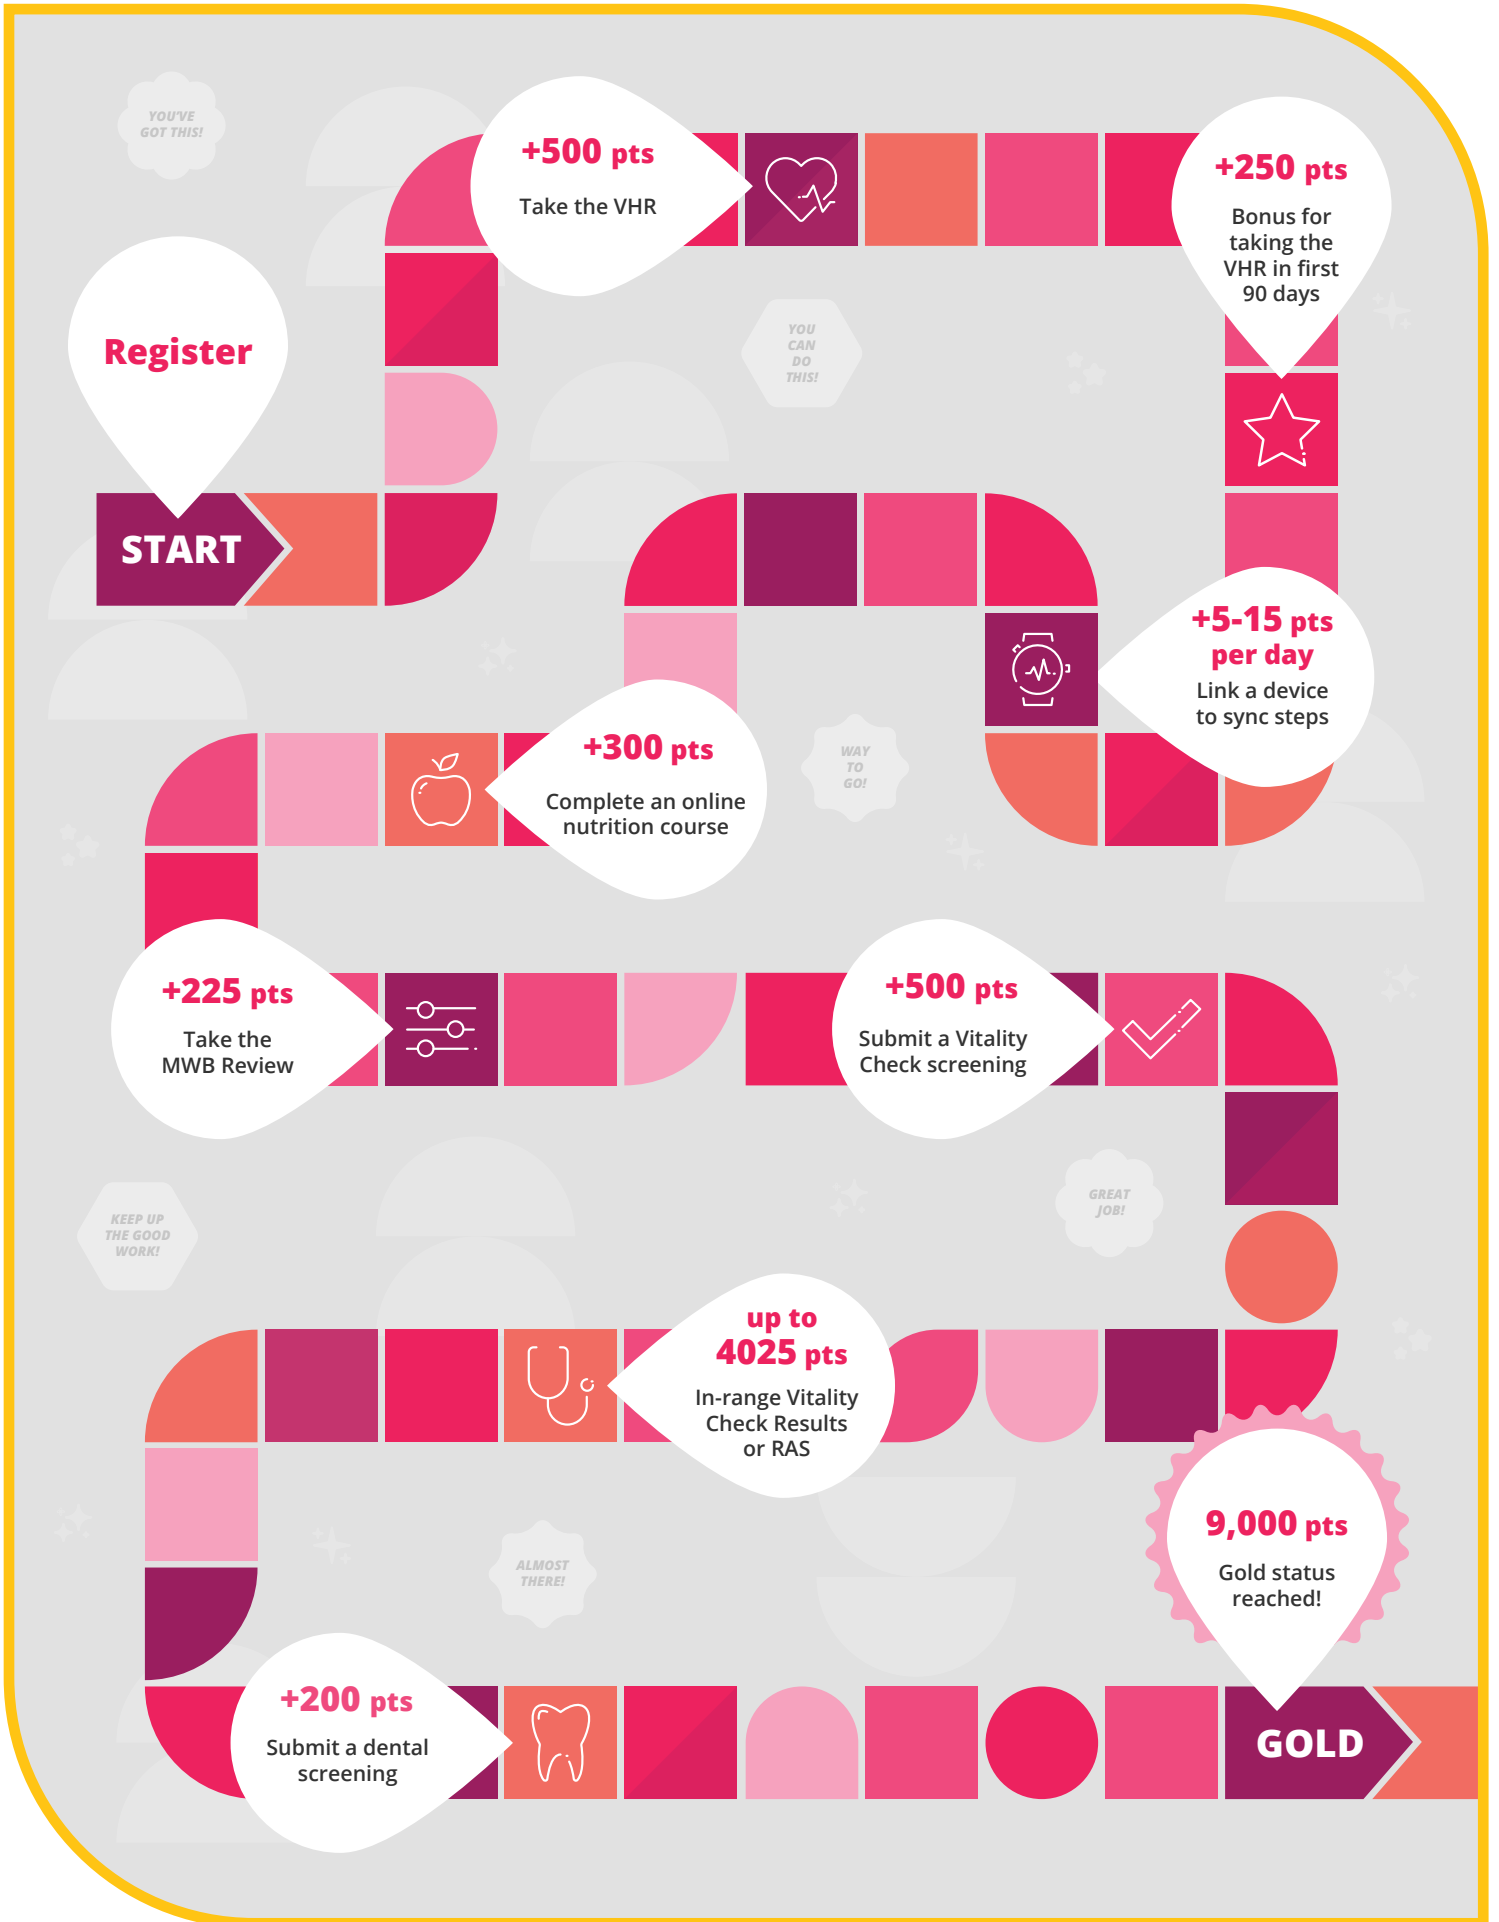 YOU'VE
GOT THIS!
+500 pts
Take the VHR
+250 pts
Bonus for
taking the
VHR in first
90 days
Register
YOU
CAN
DO
THIS!
START
+5-15 pts
per day
Link a device
to sync steps
+300 pts
Complete an online
nutrition course
WAY
TO
GO!
+225 pts
Take the
MWB Review
+500 pts
Submit a Vitality
Check screening
KEEP UP
THE GOOD
WORK!
GREAT
JOB!
up to
4025 pts
In-range Vitality
Check Results
or RAS
9,000 pts
Gold status
reached!
ALMOST
THERE!
+200 pts
Submit a dental
screening
GOLD